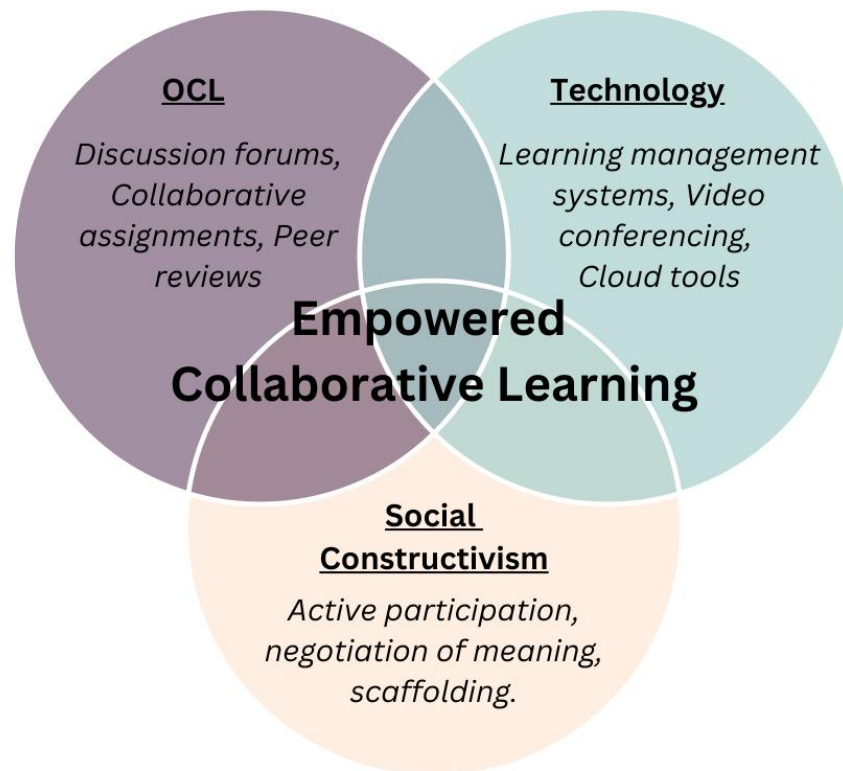 OCL
Discussion forums,
Collaborative
assignments, Peer
reviews
Technology
Learning management
systems, Video
conferencing,
Cloud tools
Empowered
Collaborative Learning
Social
Constructivism
Active participation,
negotiation of meaning,
scaffolding.